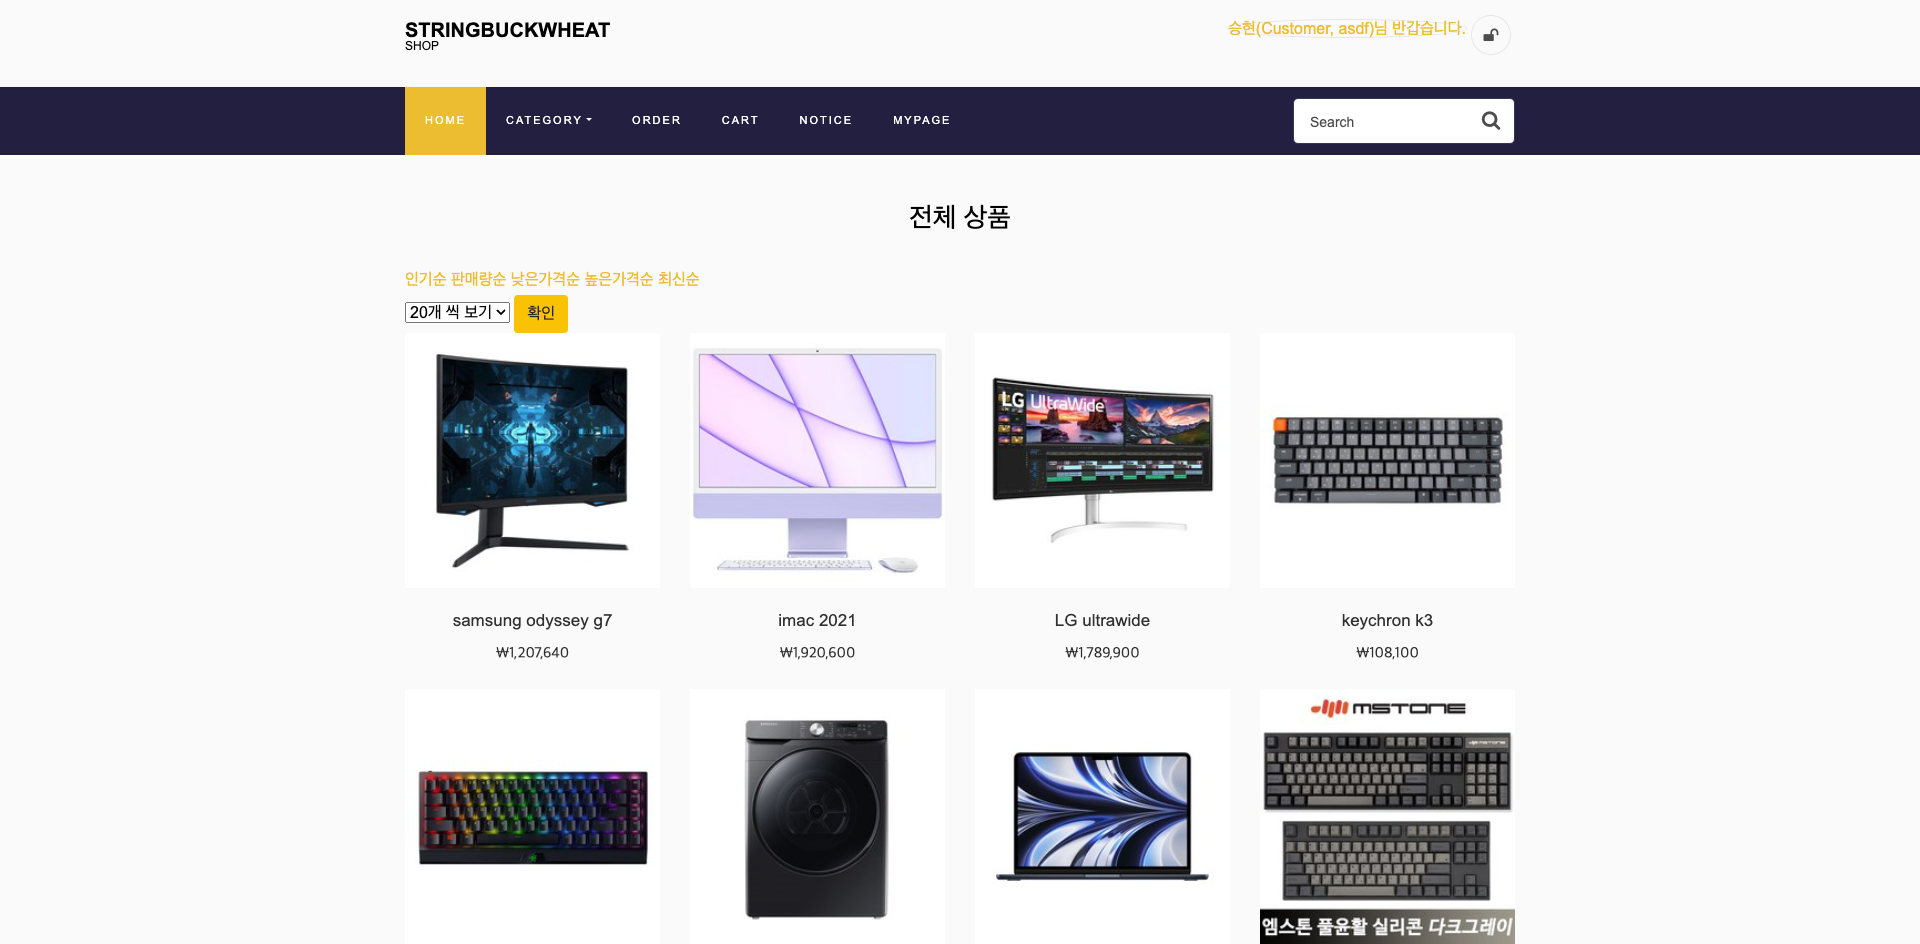 STRINGBUCKWHEAT
SHOP
승현(Customer, asdf)님 반갑습니다.
HOME CATEGORY ORDER CART NOTICE MYPAGE Search
전체 상품
인기순 판매량순 낮은가격순 높은가격순 최신순
20개 씩 보기 확인
LG UltraWide
samsung odyssey g7 imac 2021 LG ultrawide keychron k3
₩1,207,640 ₩1,920,600 ₩1,789,900 ₩108,100
MSTONE
엠스톤 풀윤활 실리콘 다크그레이